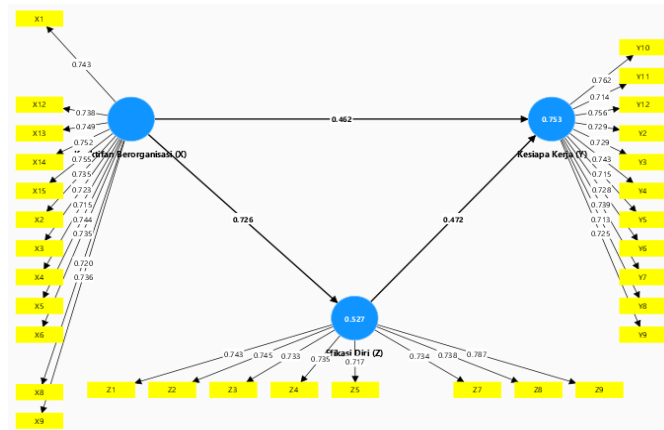 X1
0.743
X12
0.738
X13
0.749
X14
0.752
0.755
X15
0.735
0.723
X2
0.715
X3
0.744
0.735
X4
0.720
0.736
X5
X6
X8
X9
Berorganisasi (X)
0.462
0.726
0.472
0.753
Kesiapa Kerja (Y)
Y10
0.762
Y11
0.714
Y12
0.756
0.729
Y2
0.729
Y3
0.743
0.715
Y4
0.728
0.739
Y5
0.713
0.725
Y6
Y7
Y8
Y9
0.527
Diri (Z)
0.743
0.745
0.733
0.735
0.717
0.734
0.738
0.787
Z1
Z2
Z3
Z4
Z5
Z7
Z8
Z9